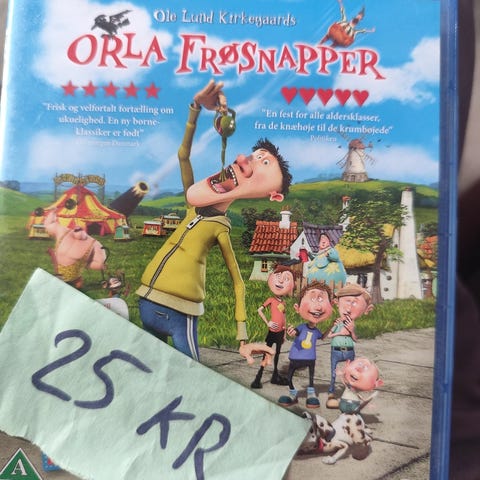 Ole Lund Kirkegaards
ORLA FRØSNAPPER
"Frisk og velfortalt fortælling om
ukuelighed. En ny børne-
klassiker er født"
"En fest for alle aldersklasser,
fra de knæhøje til de krumbøjede"
Politiken
25 KR
A